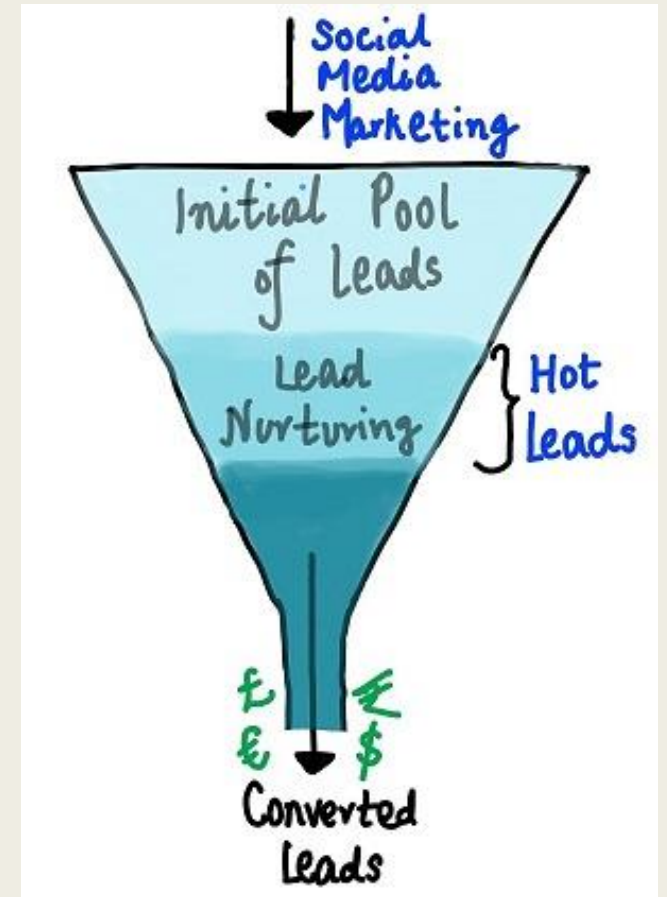 Social
Media
Marketing
Initial Pool
of Leads
Lead
Nurturing
Hot
Leads
£ ₹
£ $
Converted
Leads